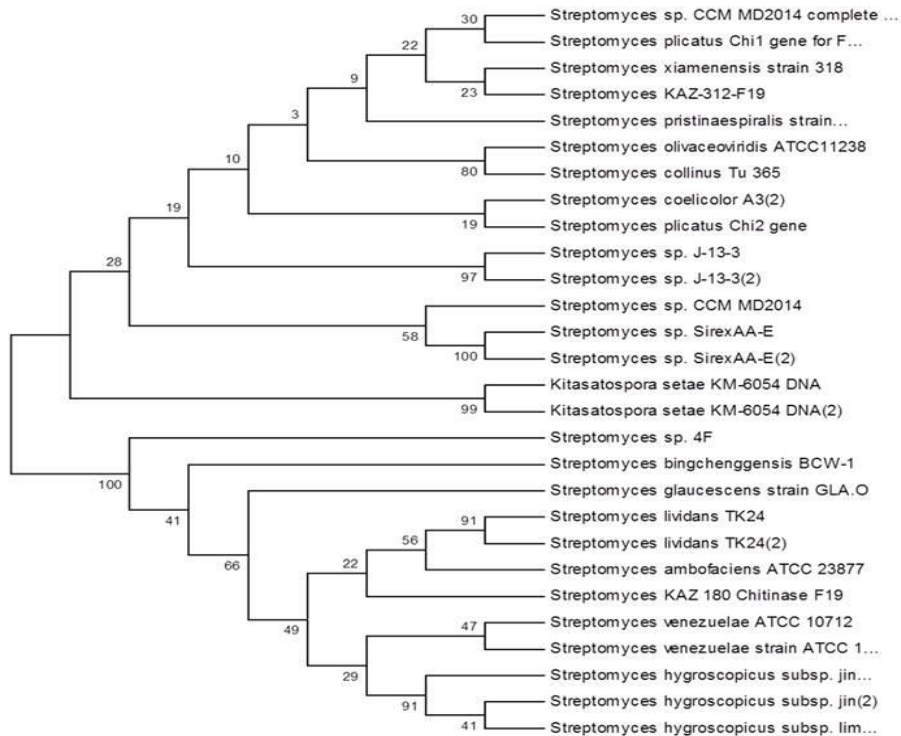 30
Streptomyces sp. CCM MD2014 complete ...
22
Streptomyces plicatus Chi1 gene for F...
9
Streptomyces xiamenensis strain 318
23
Streptomyces KAZ-312-F19
3
Streptomyces pristinaespiralis strain...
Streptomyces olivaceoviridis ATCC11238
10
80
Streptomyces collinus Tu 365
Streptomyces coelicolor A3(2)
19
19
Streptomyces plicatus Chi2 gene
Streptomyces sp. J-13-3
28
97
Streptomyces sp. J-13-3(2)
Streptomyces sp. CCM MD2014
58
Streptomyces sp. SirexAA-E
100
Streptomyces sp. SirexAA-E(2)
Kitasatospora setae KM-6054 DNA
99
Kitasatospora setae KM-6054 DNA(2)
Streptomyces sp. 4F
100
Streptomyces bingchenggensis BCW-1
41
Streptomyces glaucescens strain GLA.O
66
91
Streptomyces lividans TK24
56
Streptomyces lividans TK24(2)
22
Streptomyces ambofaciens ATCC 23877
Streptomyces KAZ 180 Chitinase F19
49
47
Streptomyces venezuelae ATCC 10712
Streptomyces venezuelae strain ATCC 1...
29
Streptomyces hygroscopicus subsp. jin...
91
Streptomyces hygroscopicus subsp. jin(2)
41
Streptomyces hygroscopicus subsp. lim...